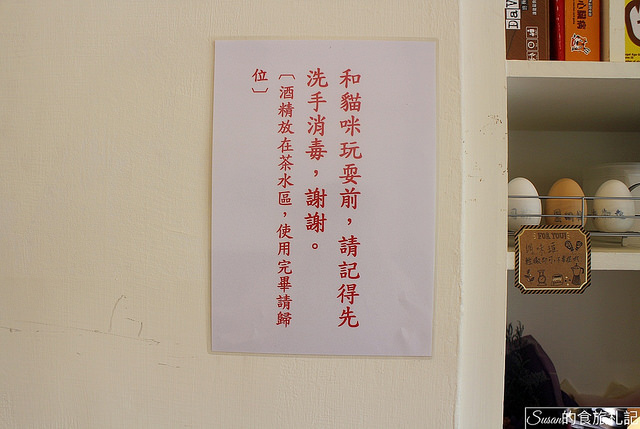 和貓咪玩耍前，請記得先
洗手消毒，謝謝。
〔酒精放在茶水區，使用完畢請歸
位〕
FOR YOU
Susan的食旅札記